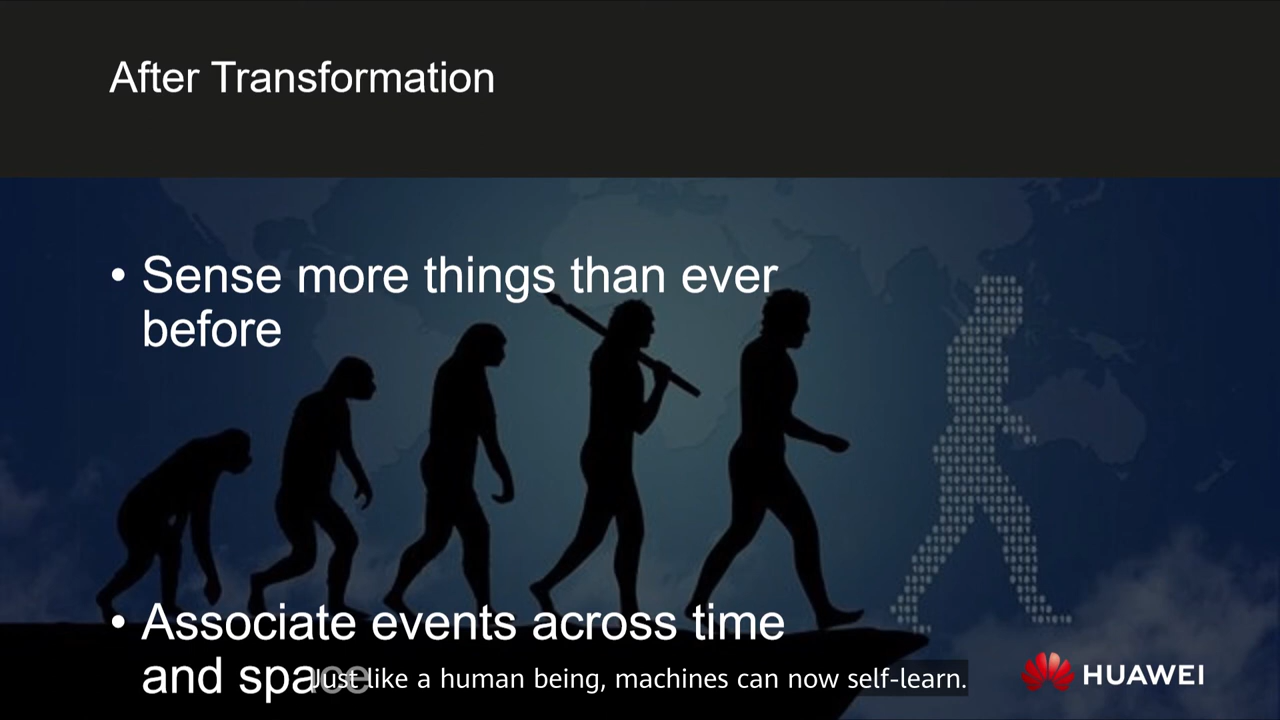 After Transformation
• Sense more things than ever
before
• Associate events across time
and space
Just like a human being, machines can now self-learn.
HUAWEI